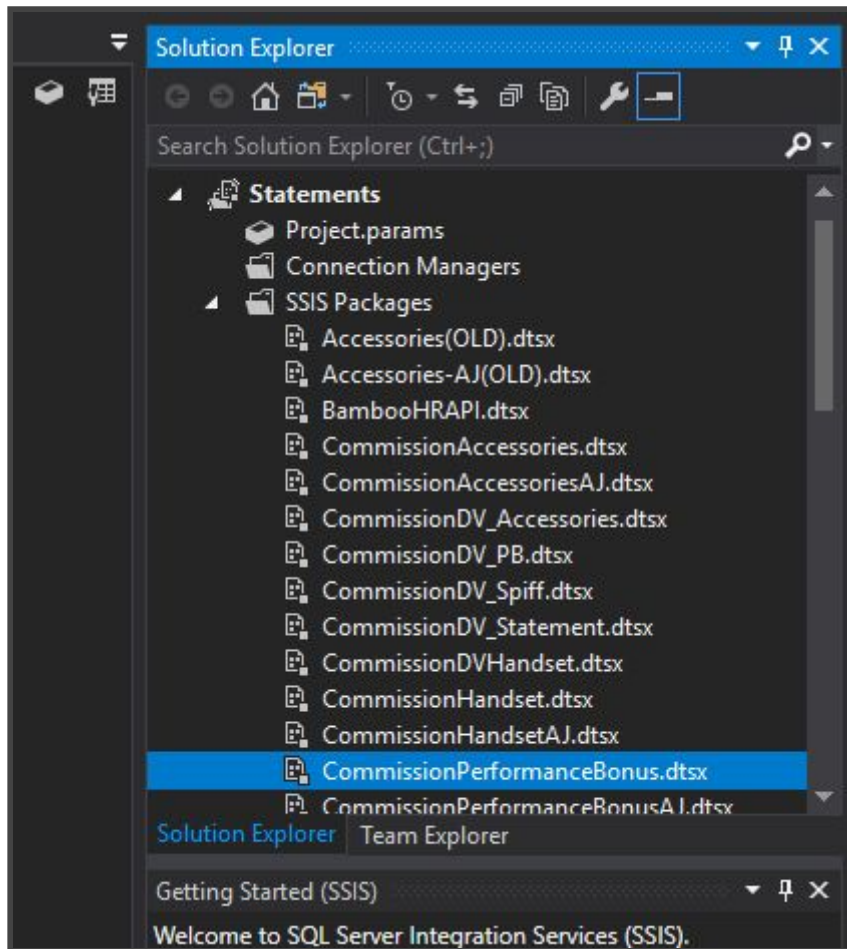 Solution Explorer
Search Solution Explorer (Ctrl+;)
Statements
Project.params
Connection Managers
SSIS Packages
Accessories(OLD).dtsx
Accessories-AJ(OLD).dtsx
BambooHRAPI.dtsx
CommissionAccessories.dtsx
CommissionAccessoriesAJ.dtsx
CommissionDV_Accessories.dtsx
CommissionDV_PB.dtsx
CommissionDV_Spiff.dtsx
CommissionDV_Statement.dtsx
CommissionDVHandset.dtsx
CommissionHandset.dtsx
CommissionHandsetAJ.dtsx
CommissionPerformanceBonus.dtsx
CommissionPerformanceBonusAJ.dtsx
Solution Explorer Team Explorer
Getting Started (SSIS)
Welcome to SQL Server Integration Services (SSIS).